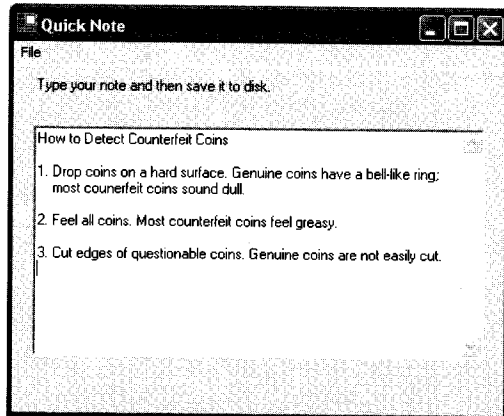 Quick Note
File
Type your note and then save it to disk.
How to Detect Counterfeit Coins
1. Drop coins on a hard surface. Genuine coins have a bell-like ring;
most counerfeit coins sound dull.
2. Feel all coins. Most counterfeit coins feel greasy.
3. Cut edges of questionable coins. Genuine coins are not easily cut.